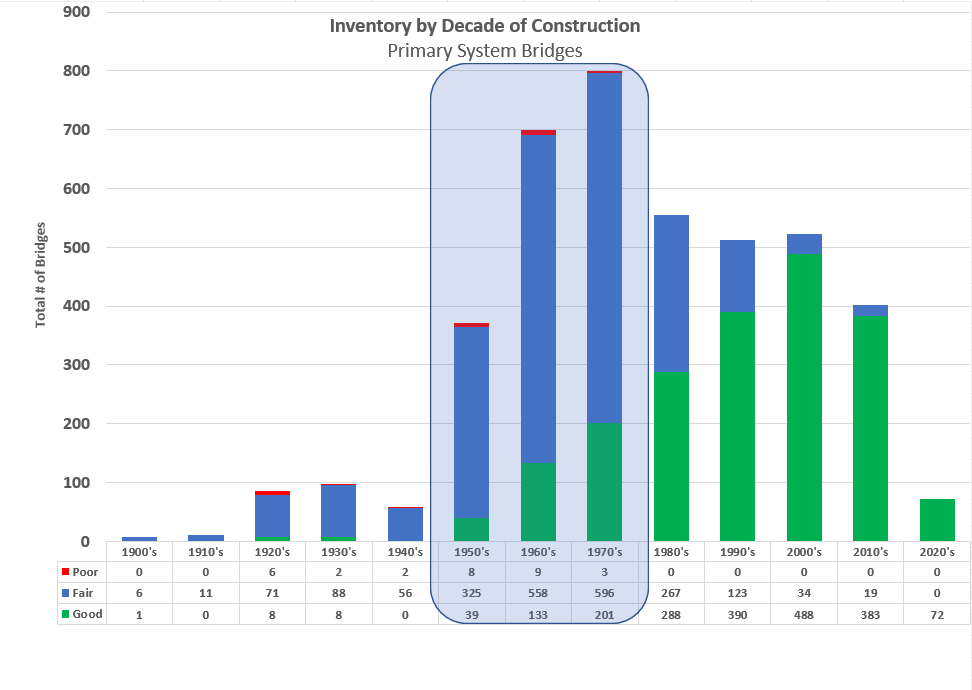 Inventory by Decade of Construction
Primary System Bridges
Total # of Bridges
900
800
700
600
500
400
300
200
100
0
1900's 1910's 1920's 1930's 1940's 1950's 1960's 1970's 1980's 1990's 2000's 2010's 2020's
Poor 0 0 6 2 2 8 9 3 0 0 0 0 0
Fair 6 11 71 88 56 325 558 596 267 123 34 19 0
Good 1 0 8 8 0 39 133 201 288 390 488 383 72